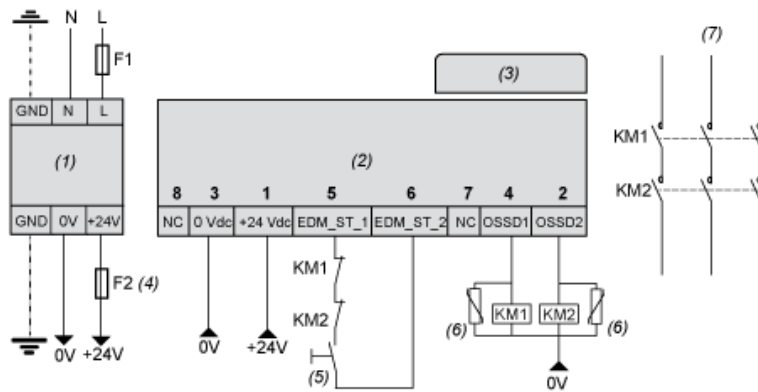 N L
(7)
F1
(3)
GND N L
KM1
(1)
(2)
KM2
8 3 1 5 6 7 4 2
GND 0V +24V
NC 0 Vdc +24 Vdc EDM_ST_1 EDM_ST_2 NC OSSD1 OSSD2
KM1
F2 (4)
KM2
KM1 KM2
(6) (6)
0V +24V
0V +24V
(5)
0V